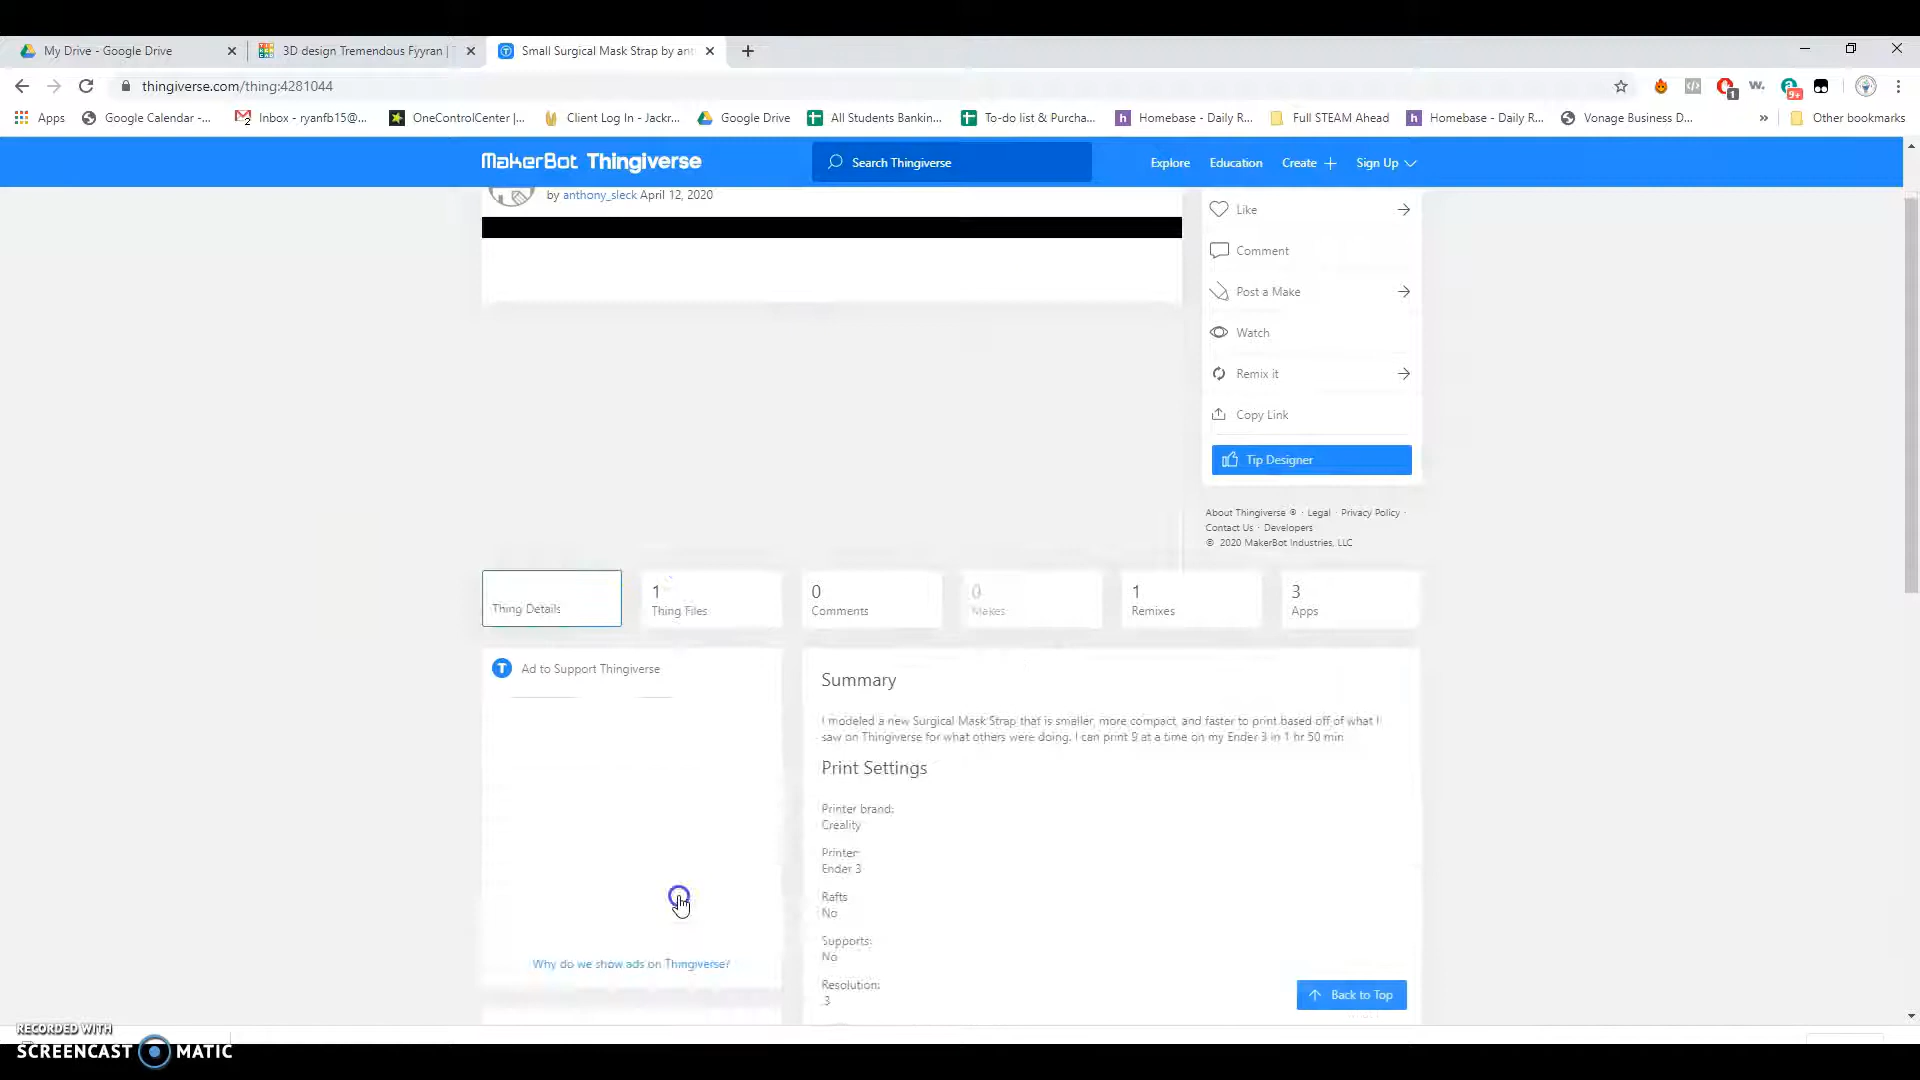 My Drive - Google Drive
3D design Tremendous Fyyran |
Small Surgical Mask Strap by ant
thingiverse.com/thing:4281044
1
W.
9+
Apps
Google Calendar -...
Inbox - ryanfb15@...
OneControlCenter |...
Client Log In - Jackr...
Google Drive
All Students Bankin...
To-do list & Purcha...
Homebase - Daily R...
Full STEAM Ahead
Homebase - Daily R...
Vonage Business D...
»
Other bookmarks
MakerBot Thingiverse
Search Thingiverse
Explore
Education
Create +
Sign Up
by anthony_sleck April 12, 2020
Like
Comment
Post a Make
Watch
Remix it
Copy Link
Tip Designer
About Thingiverse ® · Legal · Privacy Policy ·
Contact Us · Developers
© 2020 MakerBot Industries, LLC
Thing Details
1
Thing Files
0
Comments
0
Makes
1
Remixes
3
Apps
T
Ad to Support Thingiverse
Why do we show ads on Thingiverse?
Summary
I modeled a new Surgical Mask Strap that is smaller, more compact, and faster to print based off of what I
saw on Thingiverse for what others were doing. I can print 9 at a time on my Ender 3 in 1 hr 50 min
Print Settings
Printer brand:
Creality
Printer
Ender 3
Rafts
No
Supports:
No
Resolution:
.3
Back to Top
RECORDED WITH
SCREENCAST MATIC